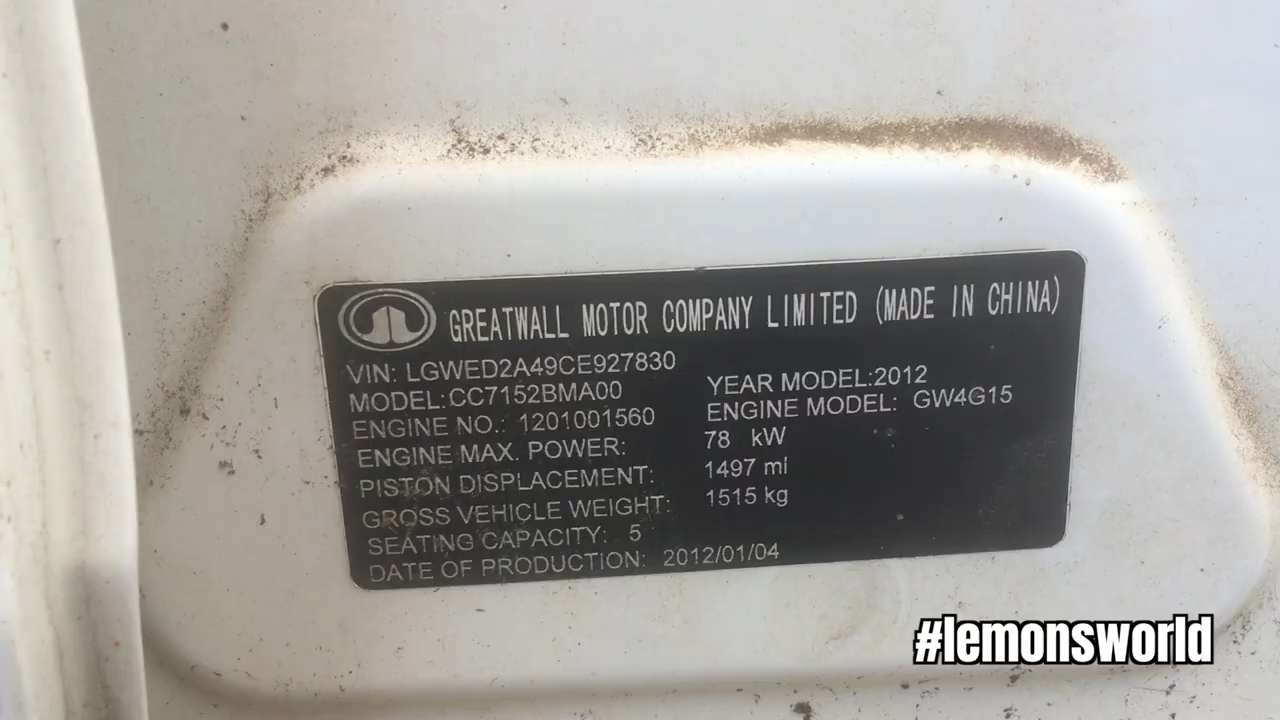 GREATWALL MOTOR COMPANY LIMITED (MADE IN CHINA)
VIN: LGWED2A49CE927830
MODEL:CC7152BMA00 YEAR MODEL:2012
ENGINE NO.: 1201001560 ENGINE MODEL: GW4G15
ENGINE MAX. POWER: 78 kW
PISTON DISPLACEMENT: 1497 ml
GROSS VEHICLE WEIGHT: 1515 kg
SEATING CAPACITY: 5
DATE OF PRODUCTION: 2012/01/04
#lemonsworld